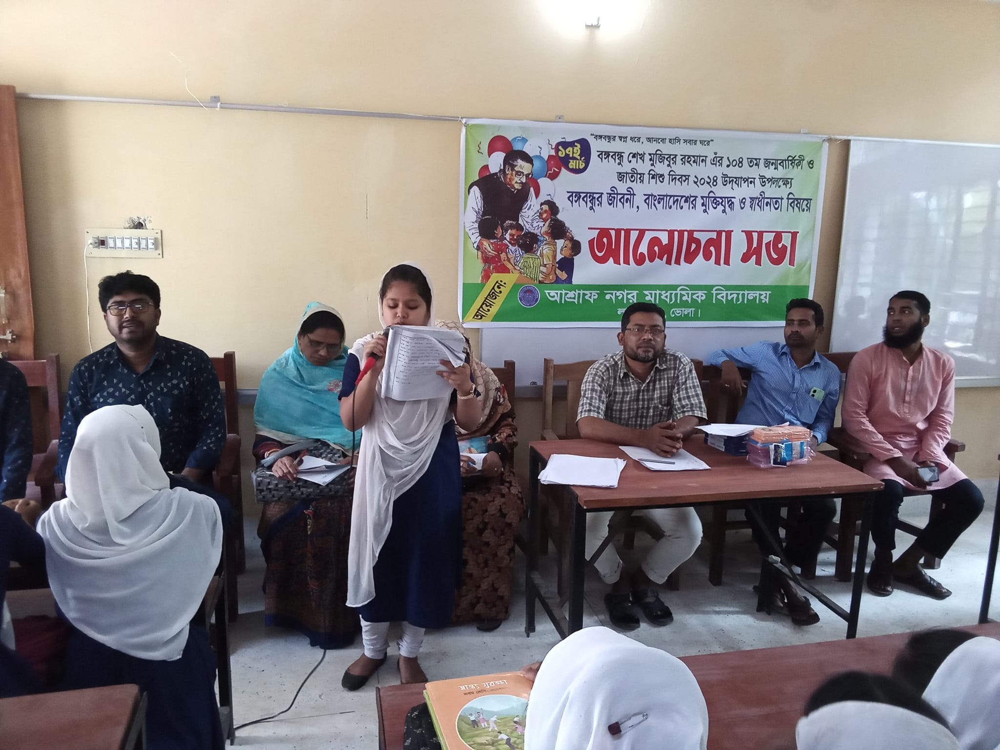 "বঙ্গবন্ধুর স্বপ্ন ধরে, আনবো হাসি সবার ঘরে"
১৭ই
মার্চ
বঙ্গবন্ধু শেখ মুজিবুর রহমান এঁর ১০৪ তম জন্মবার্ষিকী ও
জাতীয় শিশু দিবস ২০২৪ উদ্‌যাপন উপলক্ষ্যে
বঙ্গবন্ধুর জীবনী, বাংলাদেশের মুক্তিযুদ্ধ ও স্বাধীনতা বিষয়ে
আলোচনা সভা
আয়োজনে:
আশ্রাফ নগর মাধ্যমিক বিদ্যালয়
ভোলা।
স্বাস্থ্য সুরক্ষা